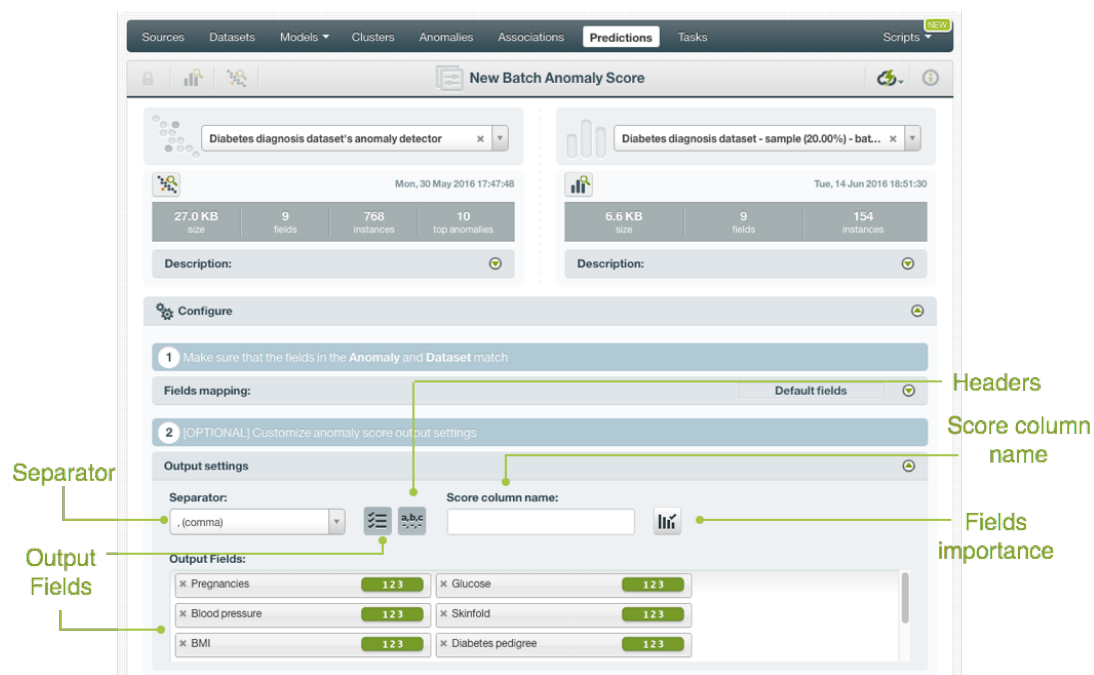 NEW
Sources Datasets Models Clusters Anomalies Associations Predictions Tasks Scripts
New Batch Anomaly Score
Diabetes diagnosis dataset's anomaly detector × Diabetes diagnosis dataset - sample (20.00%) - bat... ×
Mon, 30 May 2016 17:47:48 Tue, 14 Jun 2016 18:51:30
27.0 KB 9 768 10 6.6 KB 9 154
size fields instances top anomalies size fields instances
Description: Description:
Configure
1 Make sure that the fields in the Anomaly and Dataset match
Headers
Fields mapping: Default fields
Score column
name
2 [OPTIONAL] Customize anomaly score output settings
Output settings
Separator
Separator: Score column name:
, (comma) a,b,c
Fields
importance
Output
Fields
Output Fields:
× Pregnancies 123 × Glucose 123
× Blood pressure 123 × Skinfold 123
× BMI 123 × Diabetes pedigree 123